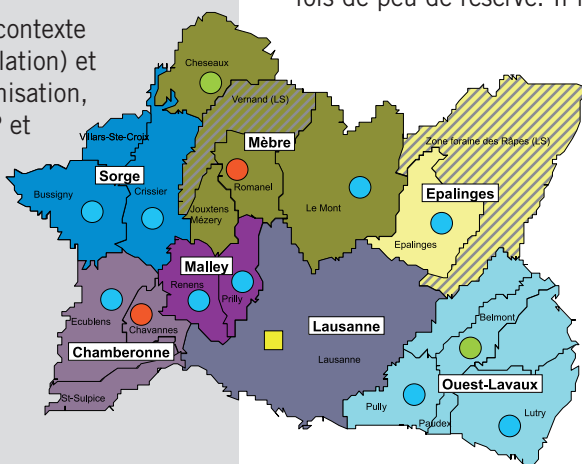 fois de peu de réserve. Il
contexte
lation) et
nisation,
et
Cheseaux
Vernand (LS)
Zone foraine des Râpes (LS)
Villars-Ste-Croix
Mèbre
Sorge
Romanel
Crissier
Bussigny
Jouxtens
Mézery
Le Mont
Epalinges
Epalinges
Malley
Renens
Prilly
Ecublens
Chavannes
Lausanne
Lausanne
Belmont
Chamberonne
Ouest-Lavaux
St-Sulpice
Pully
Paudex
Lutry